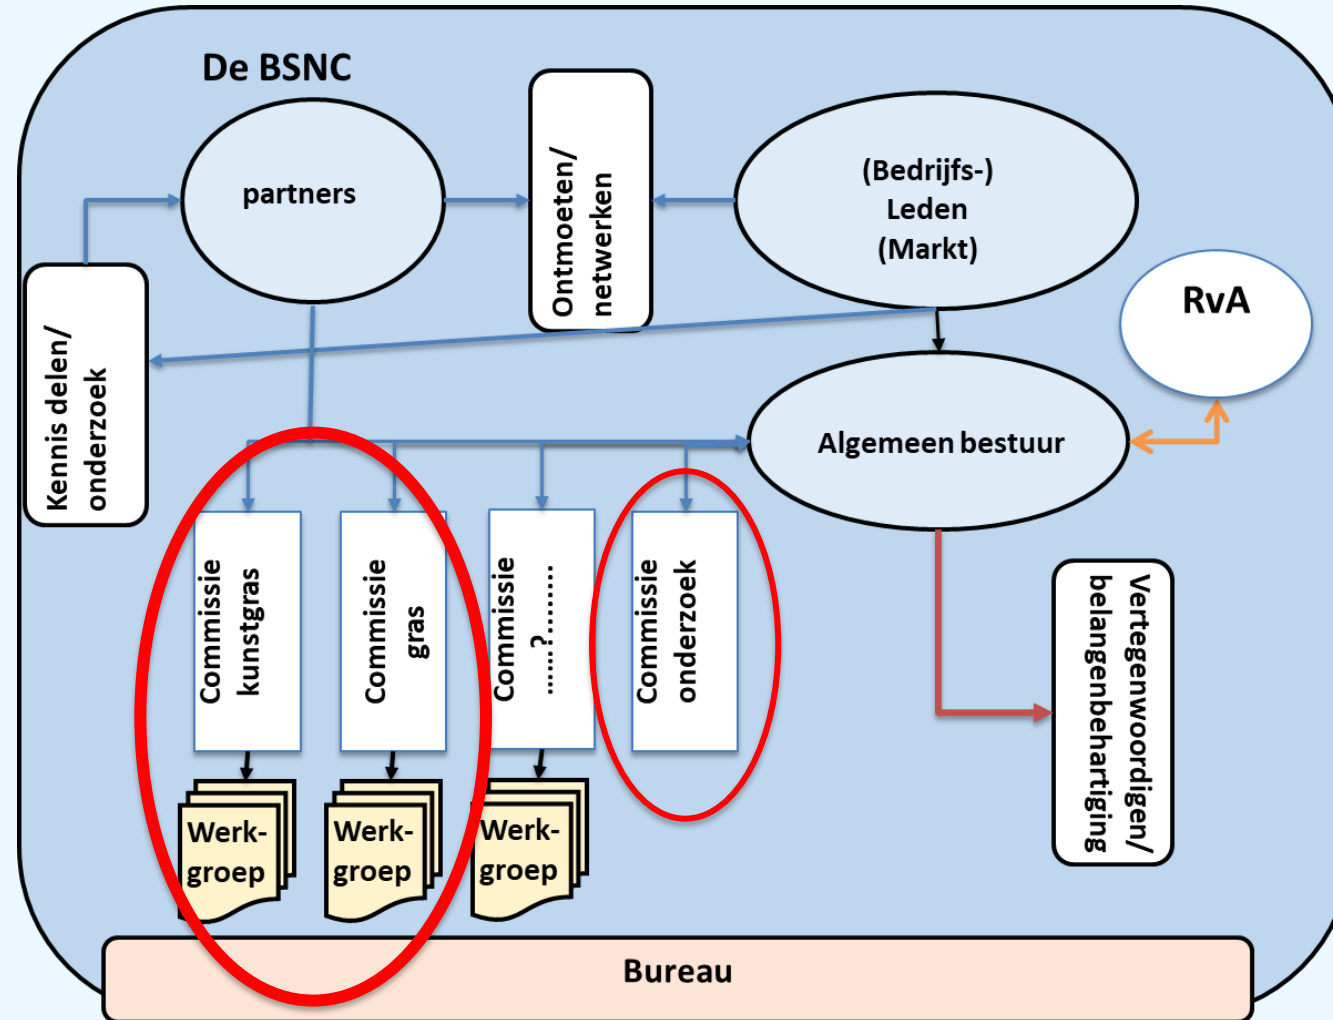 De BSNC
partners
Ontmoeten/
netwerken
(Bedrijfs-)
Leden
(Markt)
RvA
Kennis delen/
onderzoek
Algemeen bestuur
Commissie
kunstgras
Commissie
gras
Commissie
......?.........
Commissie
onderzoek
Vertegenwoordigen/
belangenbehartiging
Werk-
groep
Werk-
groep
Werk-
groep
Bureau